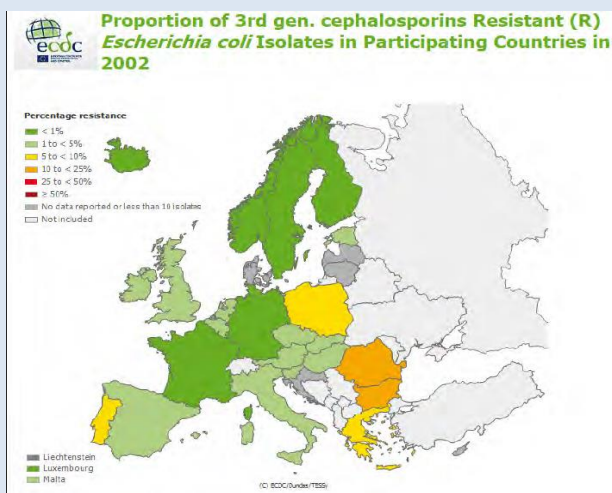 ecdc
Proportion of 3rd gen. cephalosporins Resistant (R)
Escherichia coli Isolates in Participating Countries in
2002
Percentage resistance
< 1%
1 to < 5%
5 to < 10%
10 to < 25%
25 to < 50%
≥ 50%
No data reported or less than 10 isolates
Not included
Liechtenstein
Luxembourg
Malta
(C) ECDC/Dundas/TESSy